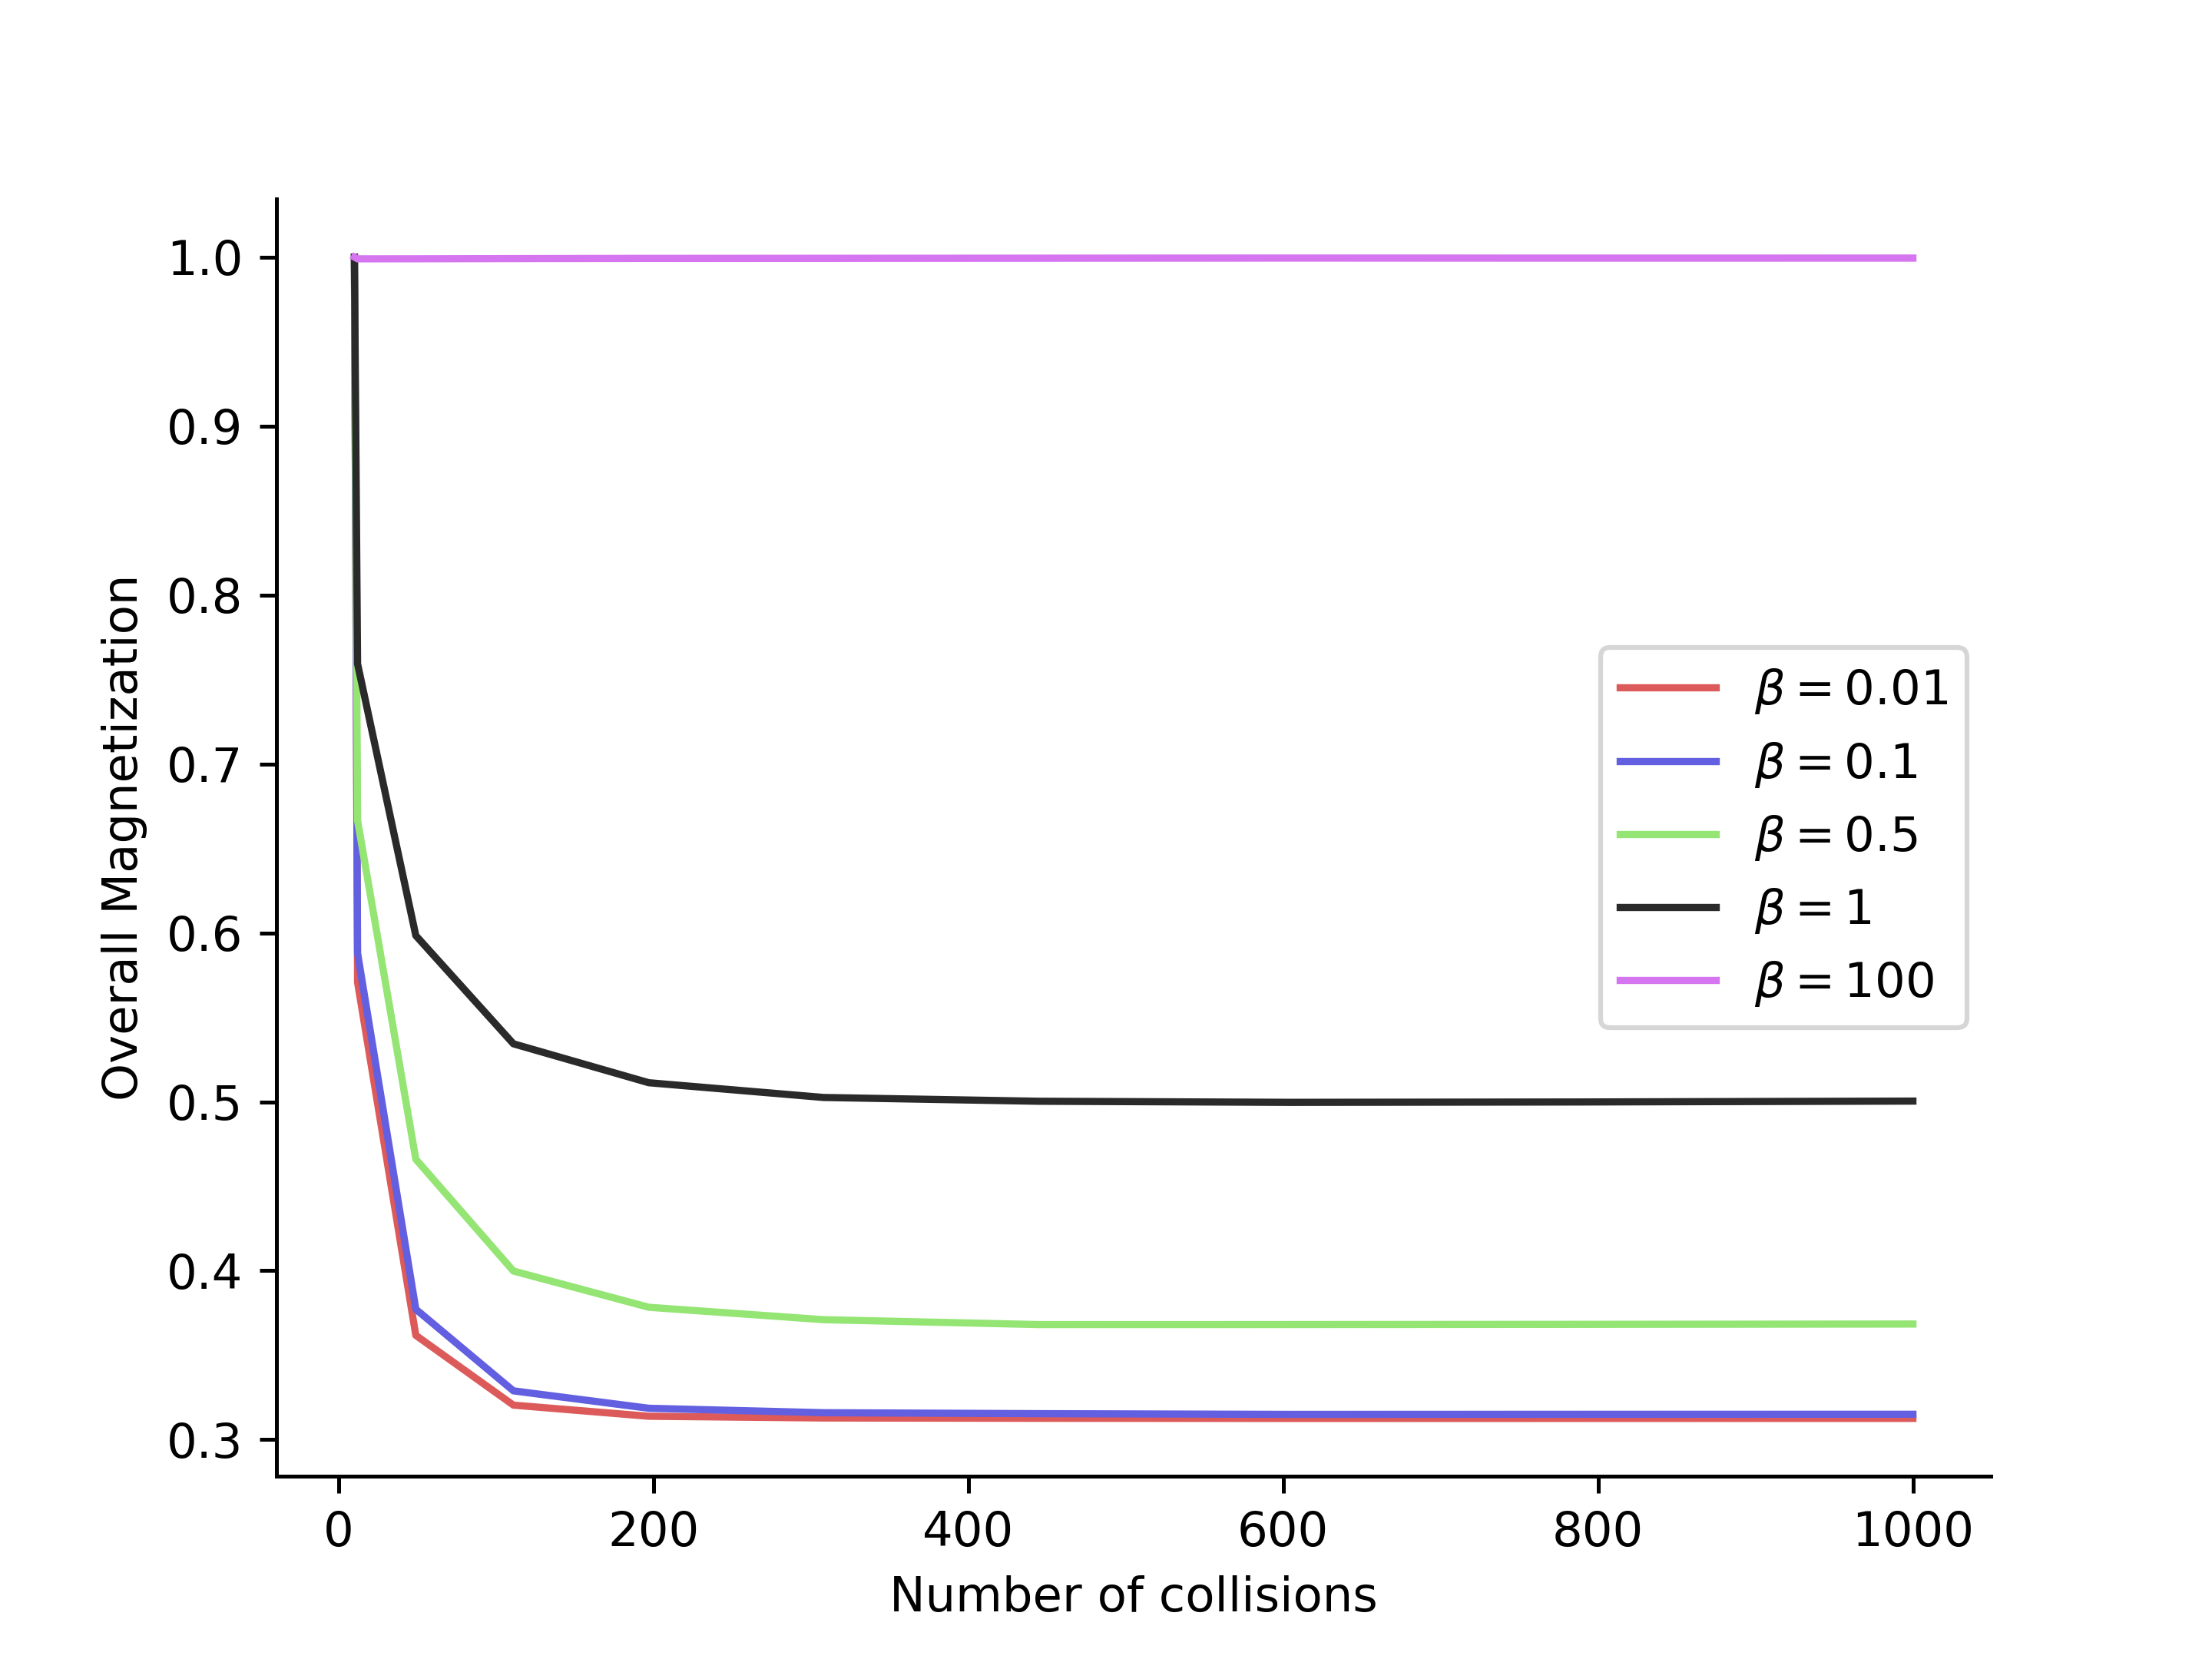 1.0
0.9
0.8
0.7
0.6
0.5
0.4
0.3
Overall Magnetization
β = 0.01
β = 0.1
β = 0.5
β = 1
β = 100
0 200 400 600 800 1000
Number of collisions